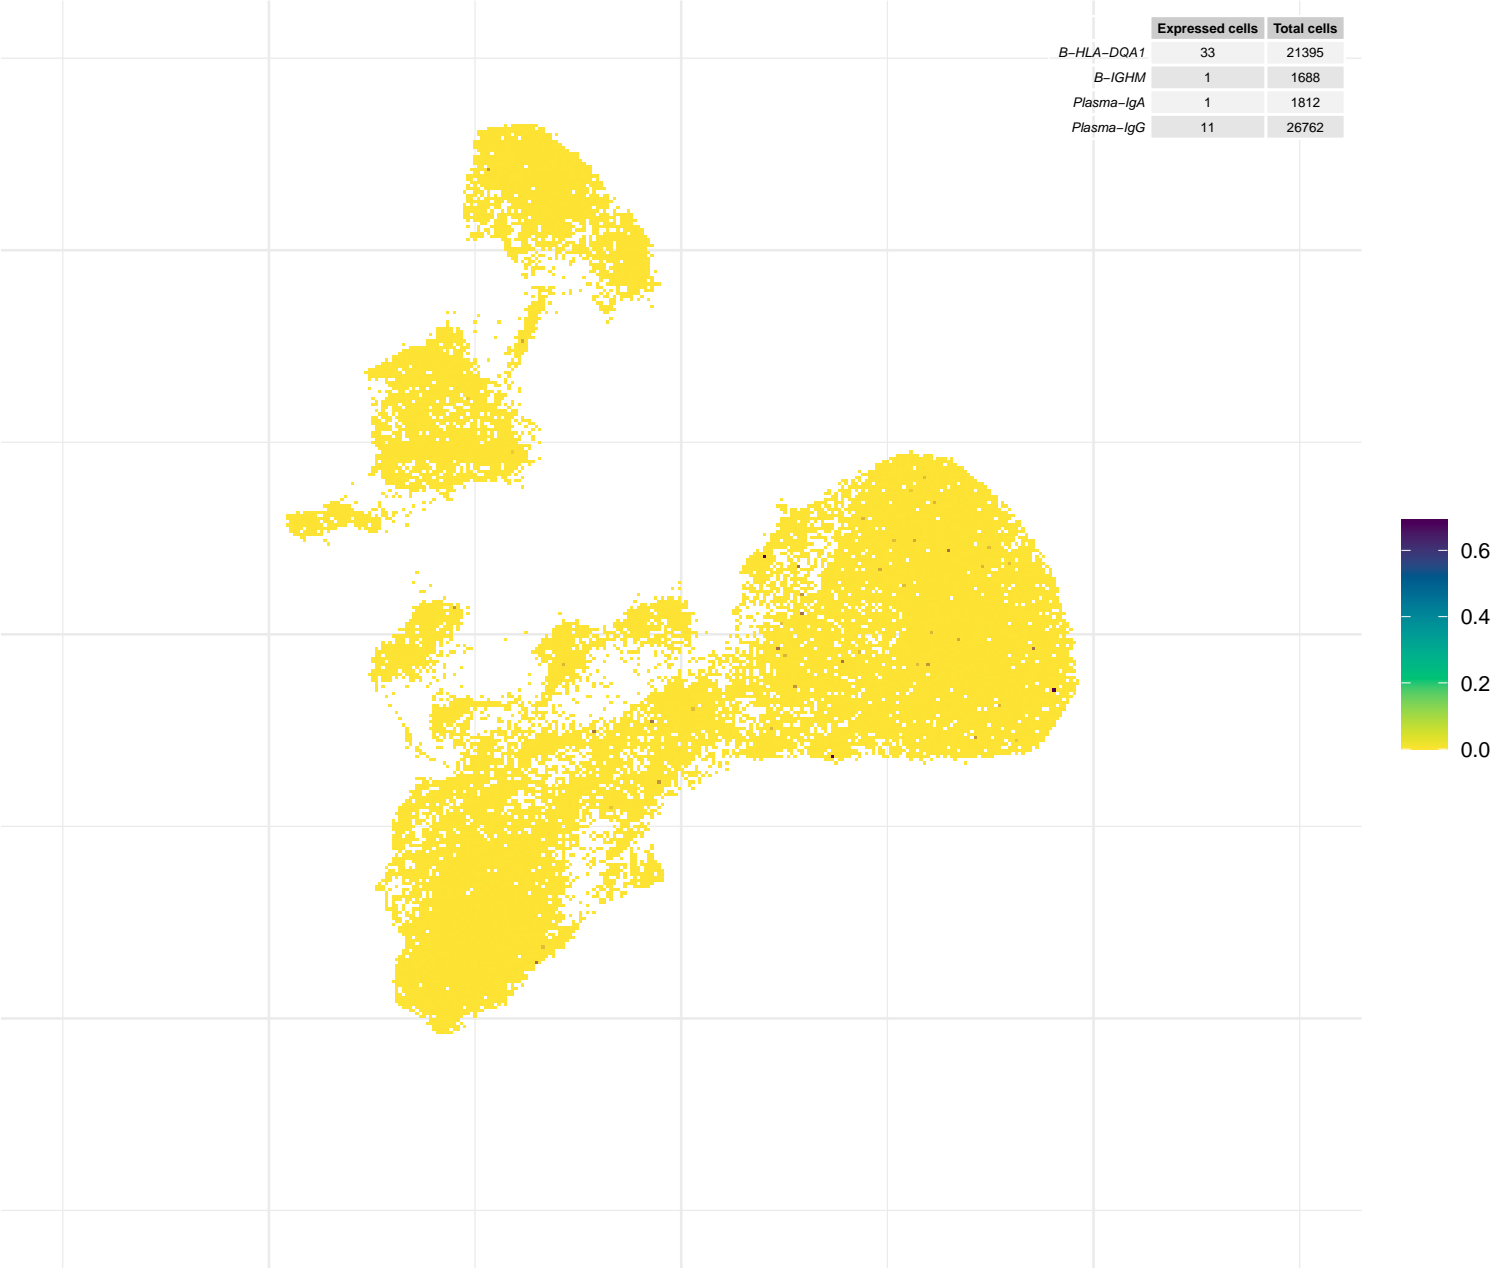 Expressed cells Total cells
B−HLA−DQA1 33 21395
B−IGHM 1 1688
Plasma−IgA 1 1812
Plasma−IgG 11 26762
0.6
0.4
0.2
0.0